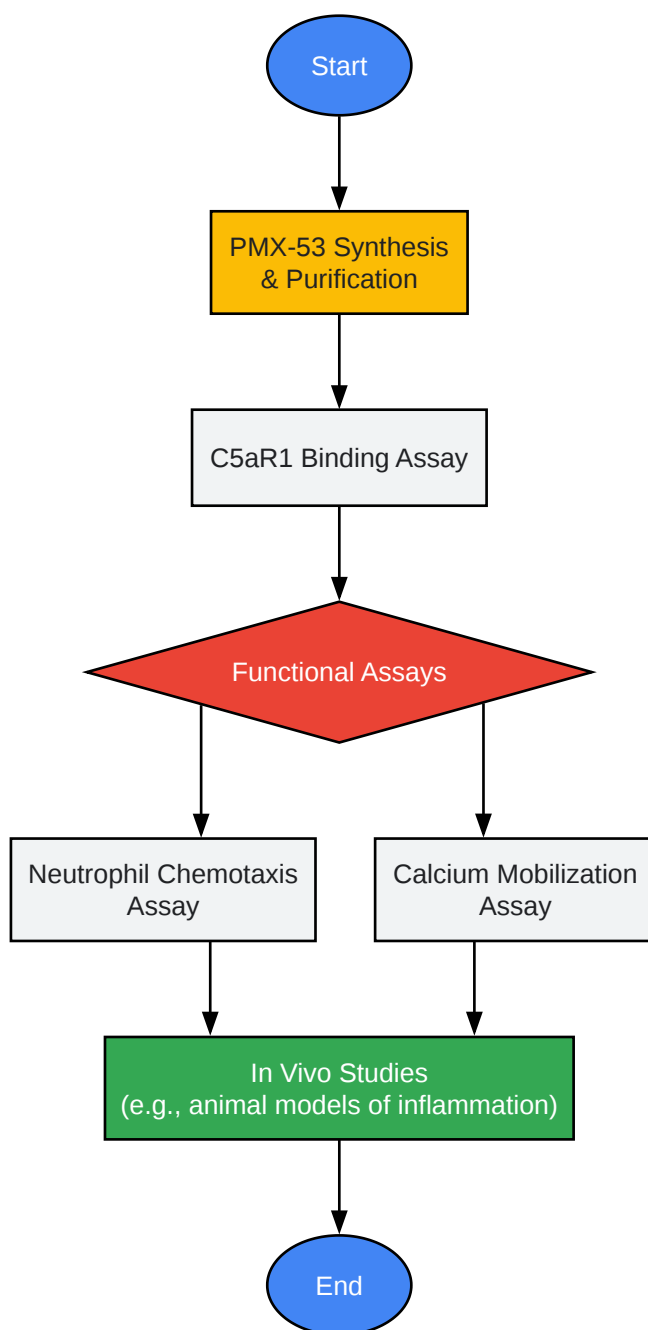 Start
PMX-53 Synthesis
& Purification
C5aR1 Binding Assay
Functional Assays
Neutrophil Chemotaxis
Assay
Calcium Mobilization
Assay
In Vivo Studies
(e.g., animal models of inflammation)
End